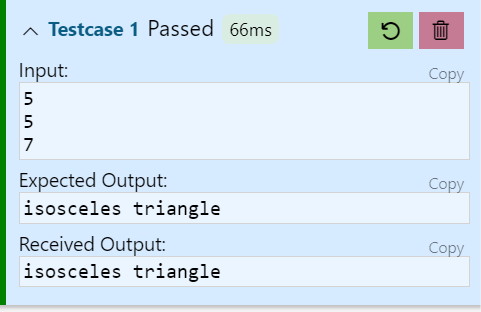 Testcase 1 Passed 66ms
Input:
Copy
5
5
7
Expected Output:
Copy
isosceles triangle
Received Output:
Copy
isosceles triangle